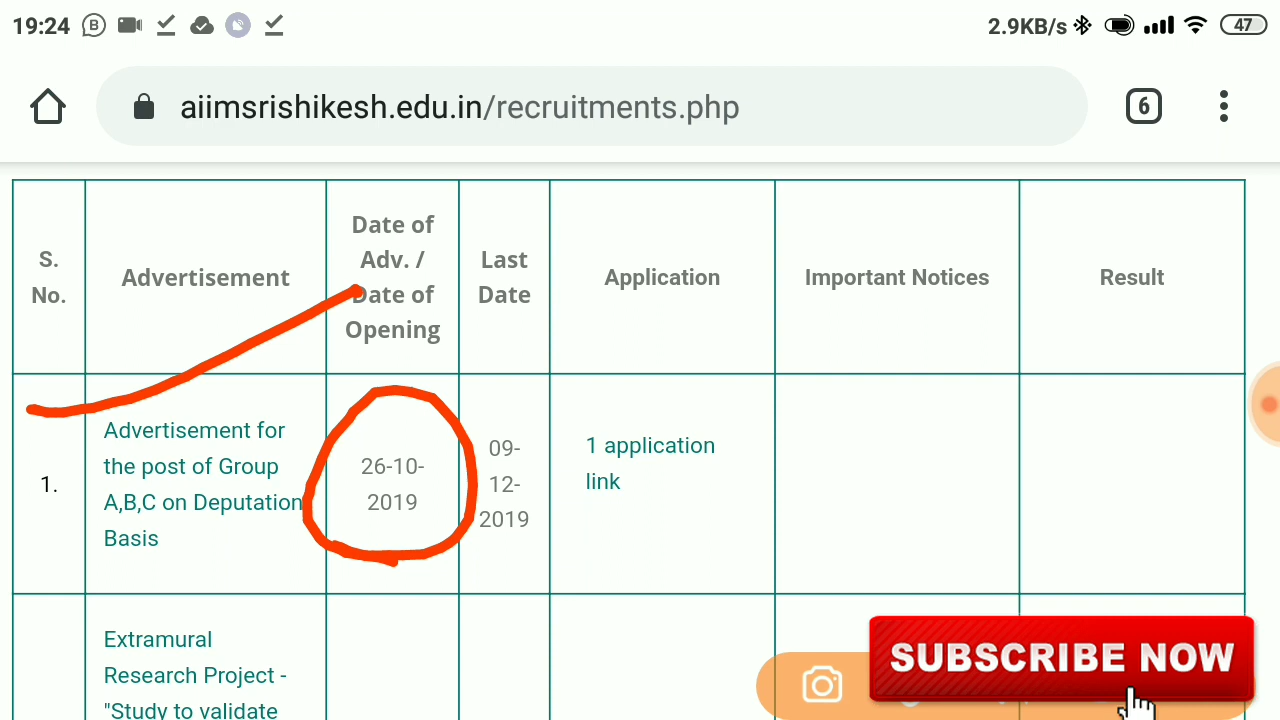 19:24
2.9KB/s
47
aiimsrishikesh.edu.in/recruitments.php
6
S.
No.
Advertisement
Date of
Adv. /
Date of
Opening
Last
Date
Application
Important Notices
Result
1.
Advertisement for
the post of Group
A,B,C on Deputation
Basis
26-10-
2019
09-
12-
2019
1 application
link
Extramural
Research Project -
"Study to validate
SUBSCRIBE NOW